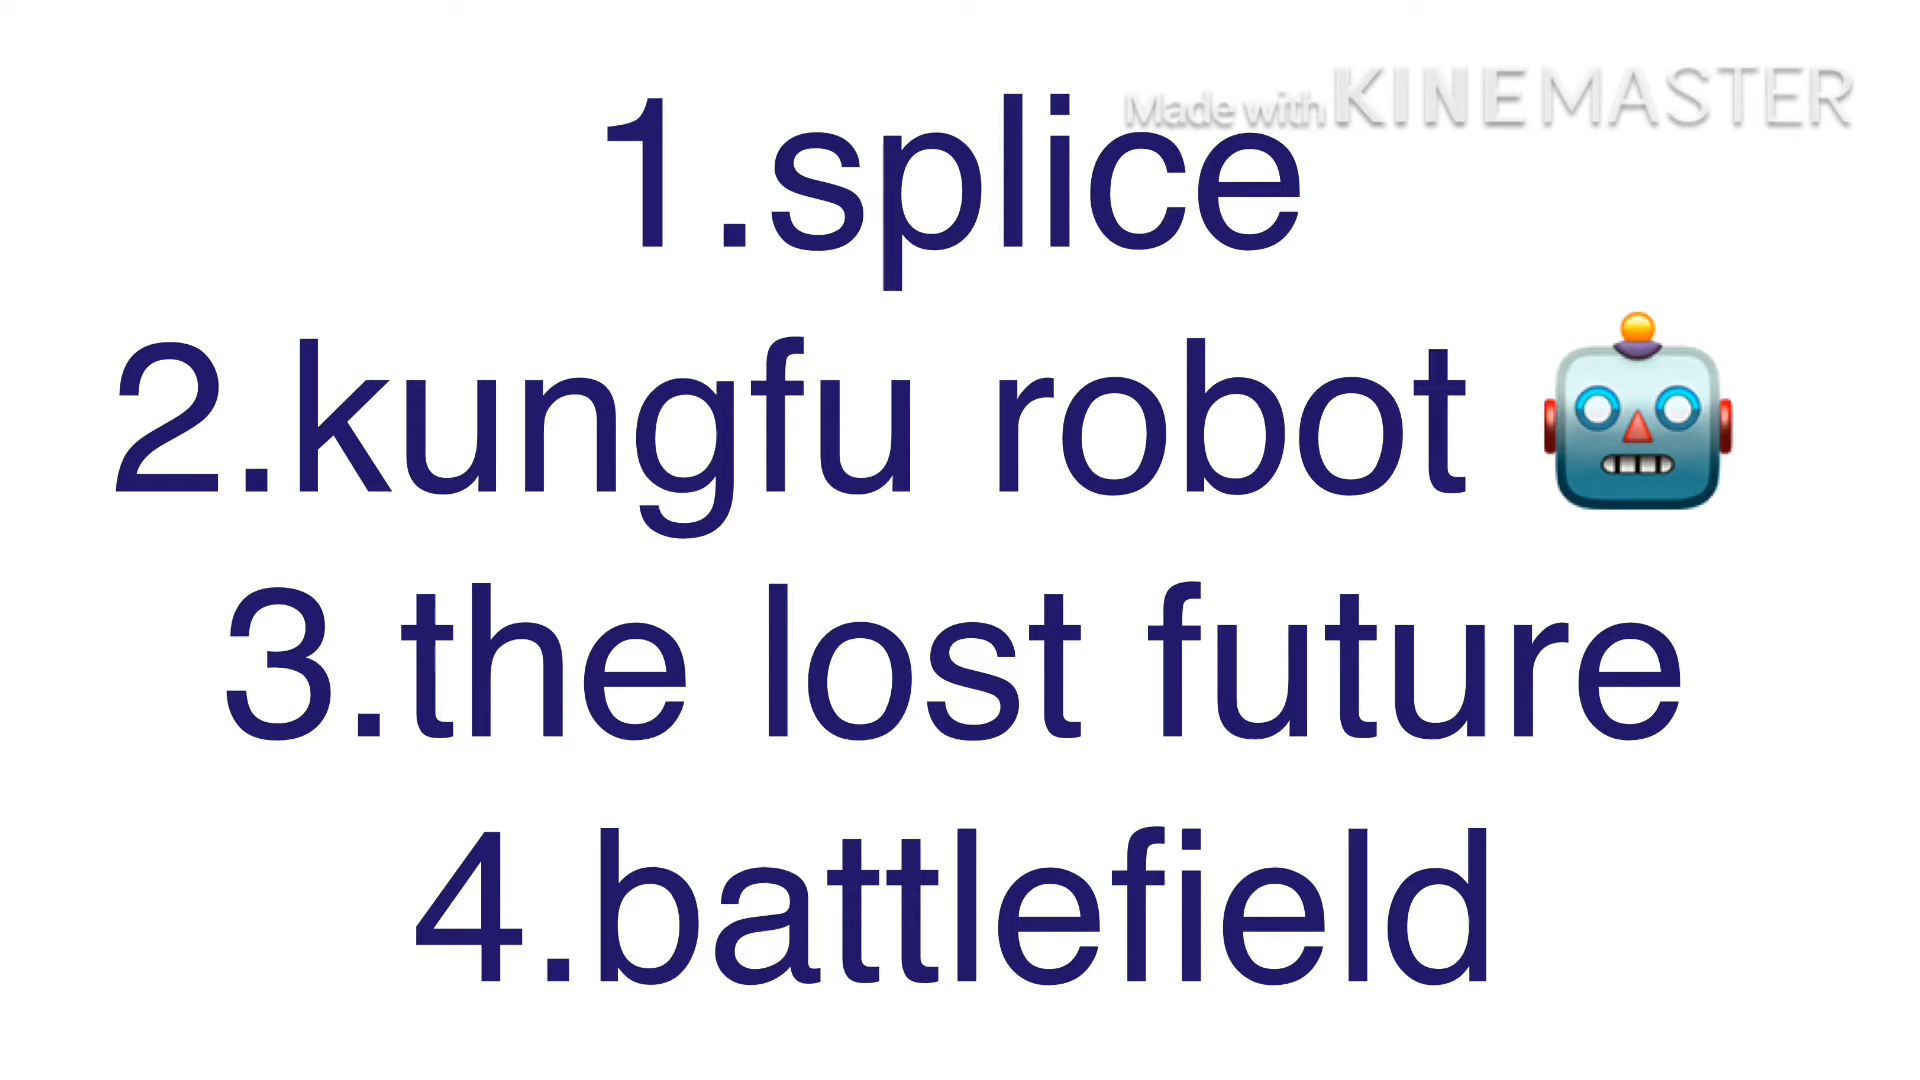 Made with KINEMASTER
1.splice
2.kungfu robot 🤖
3.the lost future
4.battlefield